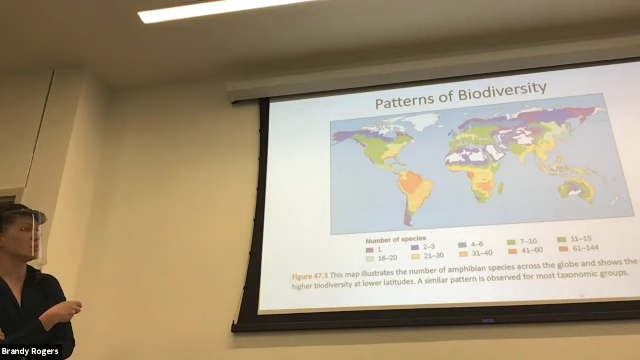 Patterns of Biodiversity
Number of species
1
2–3
4–6
7–10
11–15
16–20
21–30
31–40
41–60
61–144
Figure 47.3 This map illustrates the number of amphibian species across the globe and shows the
higher biodiversity at lower latitudes. A similar pattern is observed for most taxonomic groups.
Brandy Rogers